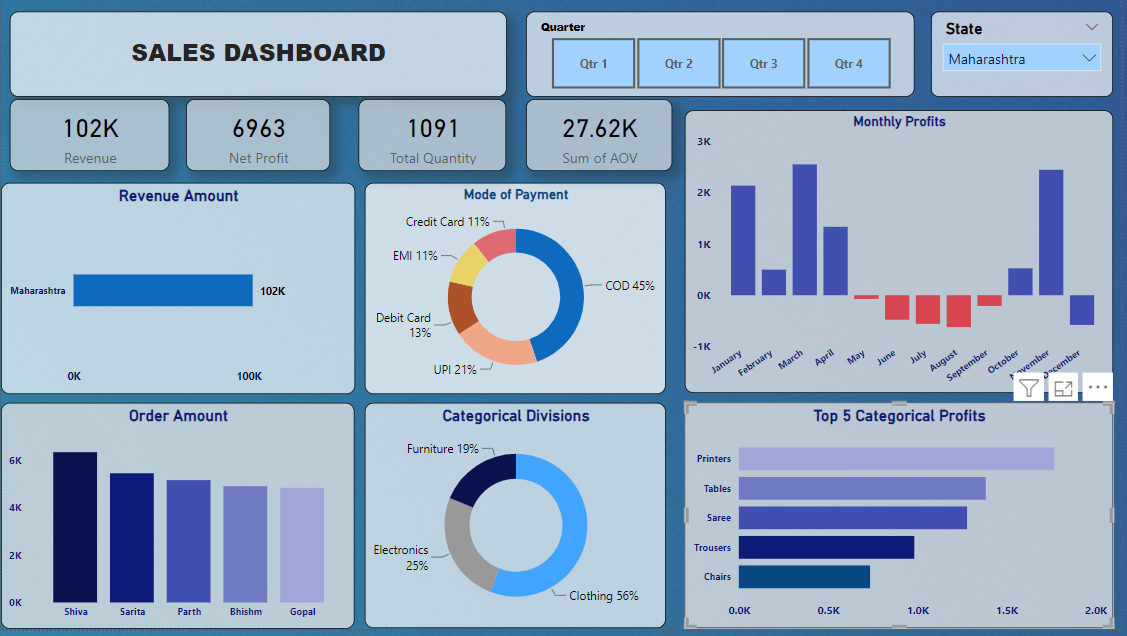 SALES DASHBOARD
Quarter
Qtr 1
Qtr 2
Qtr 3
Qtr 4
State
Maharashtra
102K
Revenue
6963
Net Profit
1091
Total Quantity
27.62K
Sum of AOV
Revenue Amount
Maharashtra
102K
0K
100K
Mode of Payment
Credit Card 11%
EMI 11%
Debit Card
13%
UPI 21%
COD 45%
Monthly Profits
3K
2K
1K
0K
-1K
January
February
March
April
May
June
July
August
September
October
November
December
Order Amount
6K
4K
2K
0K
Shiva
Sarita
Parth
Bhishm
Gopal
Categorical Divisions
Furniture 19%
Electronics
25%
Clothing 56%
Top 5 Categorical Profits
Printers
Tables
Saree
Trousers
Chairs
0.0K
0.5K
1.0K
1.5K
2.0K